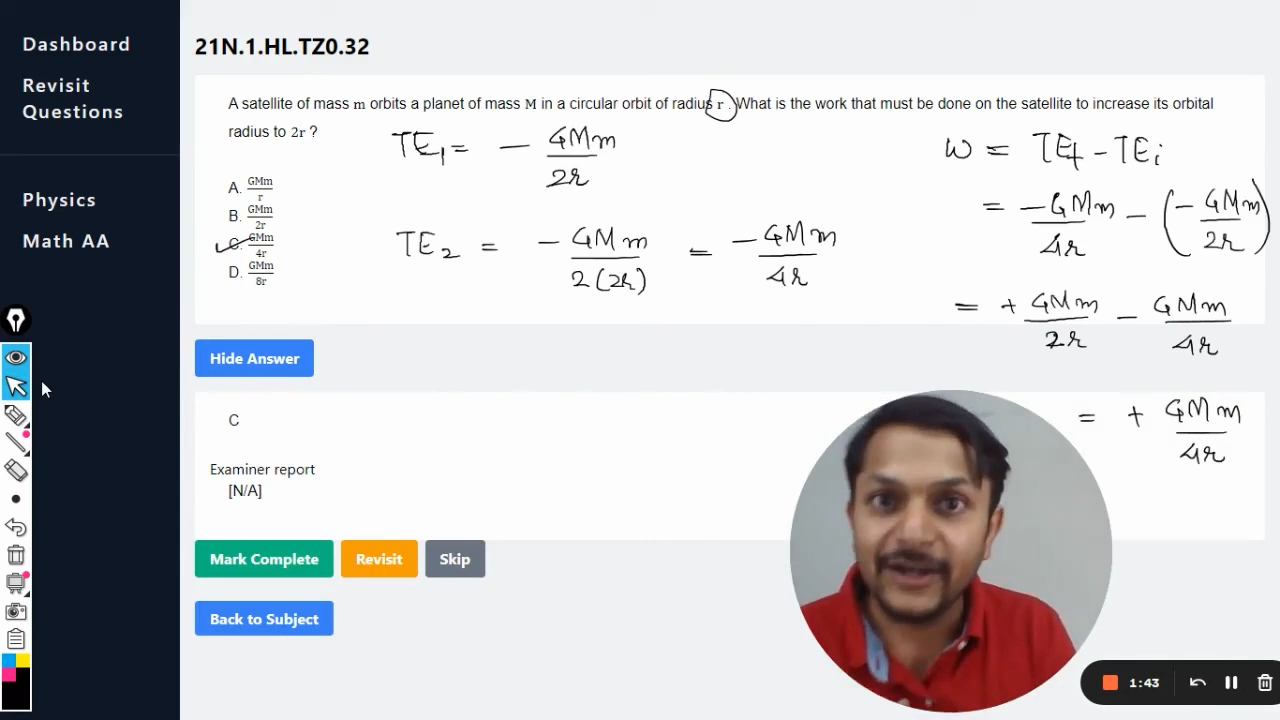 Dashboard
Revisit
Questions
Physics
Math AA
21N.1.HL.TZ0.32
A satellite of mass m orbits a planet of mass M in a circular orbit of radius r . What is the work that must be done on the satellite to increase its orbital
radius to 2r ?
A. GMm/r
B. GMm/2r
C. GMm/4r
D. GMm/8r
TE₁ = - GMm/2r
TE₂ = - GMm/2(2r) = - GMm/4r
W = TEf - TEi
= - GMm/4r - (- GMm/2r)
= + GMm/2r - GMm/4r
= + GMm/4r
Hide Answer
C
Examiner report
[N/A]
Mark Complete
Revisit
Skip
Back to Subject
1:43